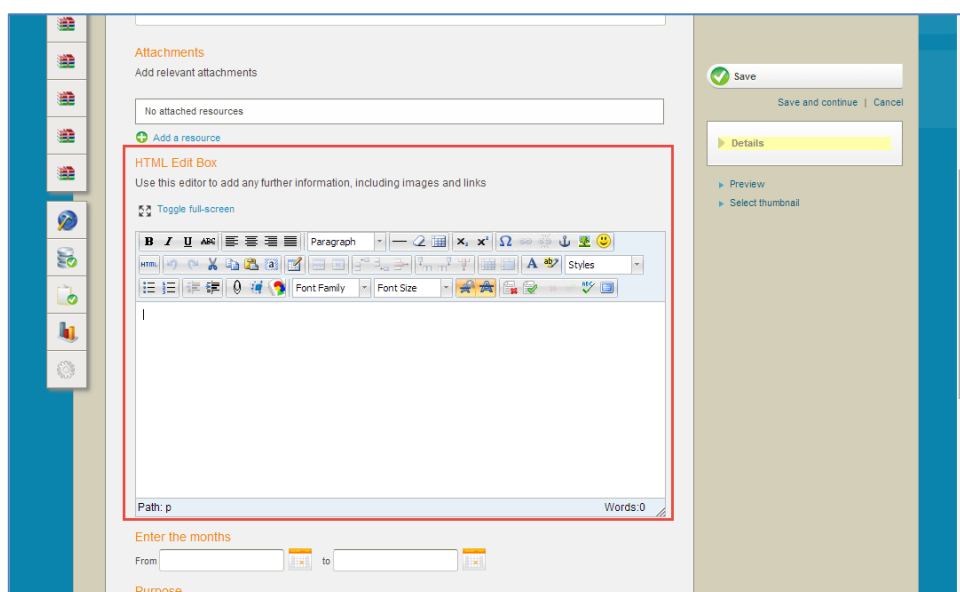 Attachments
Add relevant attachments
No attached resources
Add a resource
HTML Edit Box
Use this editor to add any further information, including images and links
Toggle full-screen
B I U ABC Paragraph
HTML Styles
Font Family Font Size
Path: p Words:0
Enter the months
From to
Purpose
Save
Save and continue | Cancel
Details
Preview
Select thumbnail